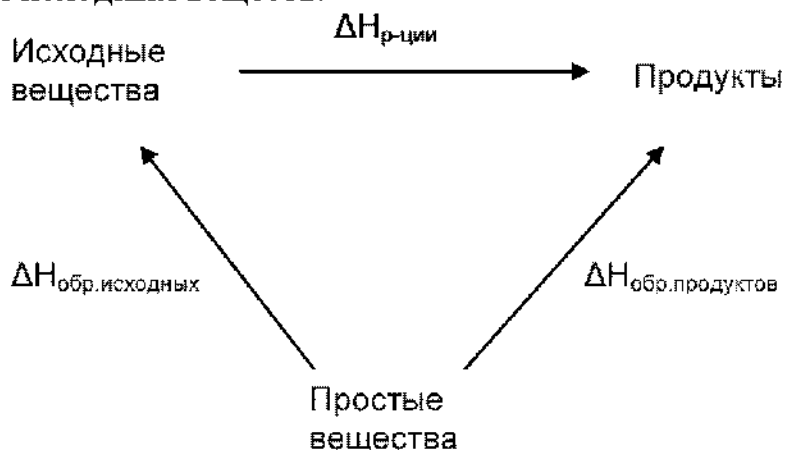 ΔHр-ции
Исходные
вещества
Продукты
ΔHобр.исходных
ΔHобр.продуктов
Простые
вещества